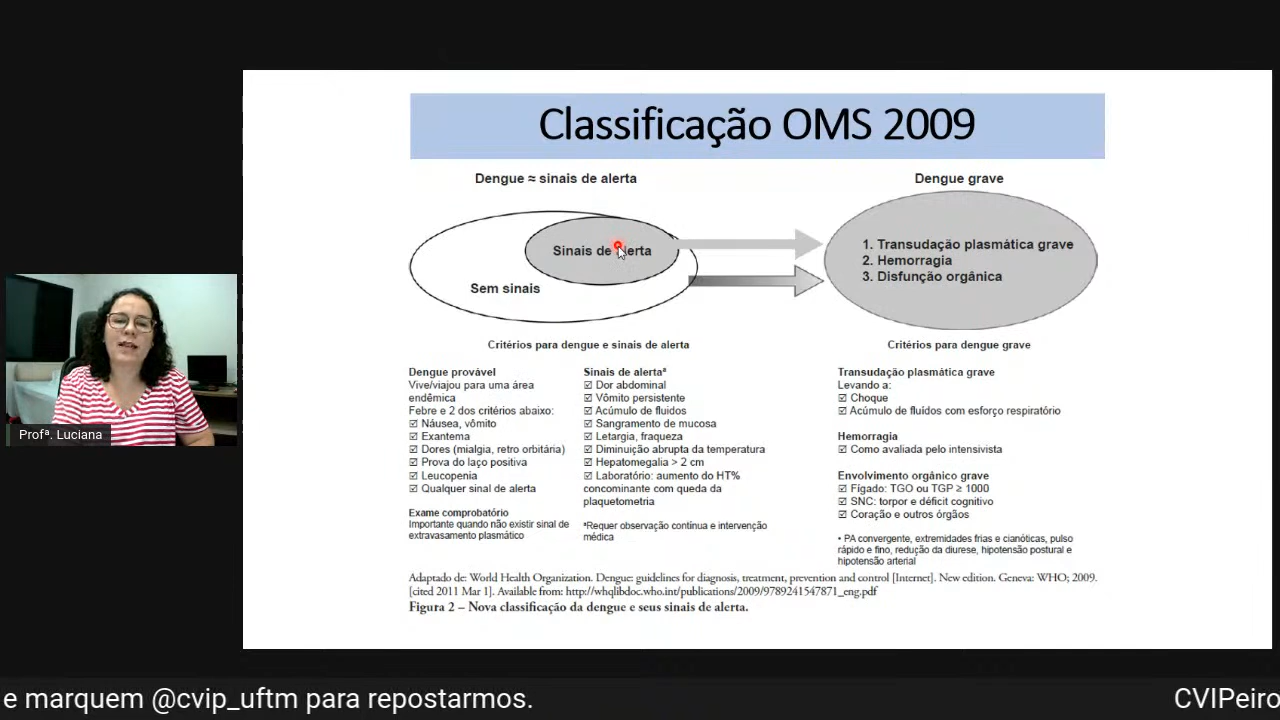 Classificação OMS 2009
Dengue ≈ sinais de alerta
Dengue grave
Sinais de
Sem sinais
1. Transudação plasmática grave
2. Hemorragia
3. Disfunção orgânica
Critérios para dengue e sinais de alerta
Critérios para dengue grave
Dengue provável
Vive/viajou para uma área
endêmica
Febre e 2 dos critérios abaixo:
☑ Náusea, vômito
☑ Exantema
☑ Dores (mialgia, retro orbitária)
☑ Prova do laço positiva
☑ Leucopenia
☑ Qualquer sinal de alerta
Exame comprobatório
Importante quando não existir sinal de
extravasamento plasmático
Sinais de alertaª
☑ Dor abdominal
☑ Vômito persistente
☑ Acúmulo de fluidos
☑ Sangramento de mucosa
☑ Letargia, fraqueza
☑ Diminuição abrupta da temperatura
☑ Hepatomegalia > 2 cm
☑ Laboratório: aumento do HT%
concominante com queda da
plaquetometria
ªRequer observação contínua e intervenção
médica
Transudação plasmática grave
Levando a:
☑ Choque
☑ Acúmulo de fluídos com esforço respiratório
Hemorragia
☑ Como avaliada pelo intensivista
Envolvimento orgânico grave
☑ Fígado: TGO ou TGP ≥ 1000
☑ SNC: torpor e déficit cognitivo
☑ Coração e outros órgãos
• PA convergente, extremidades frias e cianóticas, pulso
rápido e fino, redução da diurese, hipotensão postural e
hipotensão arterial
Adaptado de: World Health Organization. Dengue: guidelines for diagnosis, treatment, prevention and control [Internet]. New edition. Geneva: WHO; 2009.
[cited 2011 Mar 1]. Available from: http://whqlibdoc.who.int/publications/2009/9789241547871_eng.pdf
Figura 2 – Nova classificação da dengue e seus sinais de alerta.
Profª. Luciana
e marquem @cvip_uftm para repostarmos.
CVIPeiro